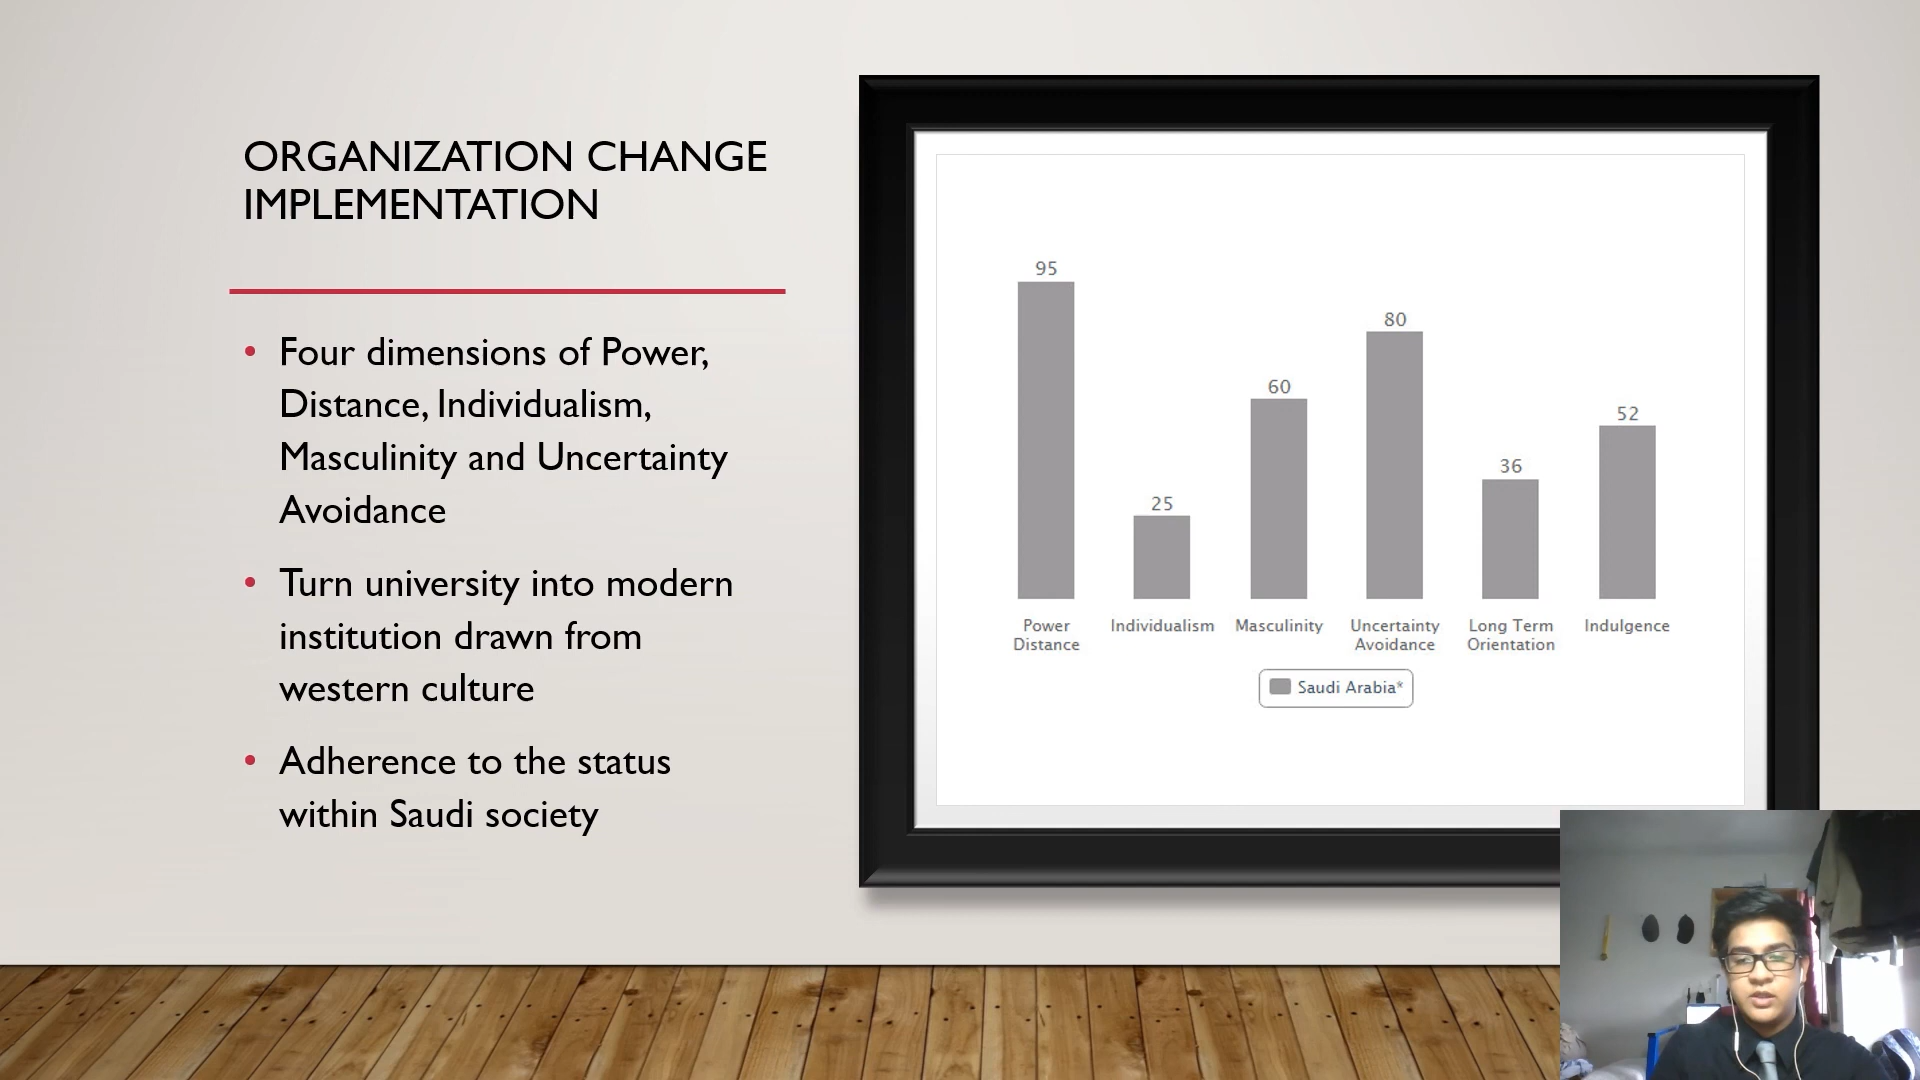 ORGANIZATION CHANGE
IMPLEMENTATION
• Four dimensions of Power,
Distance, Individualism,
Masculinity and Uncertainty
Avoidance
• Turn university into modern
institution drawn from
western culture
• Adherence to the status
within Saudi society
95
25
60
80
36
52
Power
Distance
Individualism
Masculinity
Uncertainty
Avoidance
Long Term
Orientation
Indulgence
Saudi Arabia*